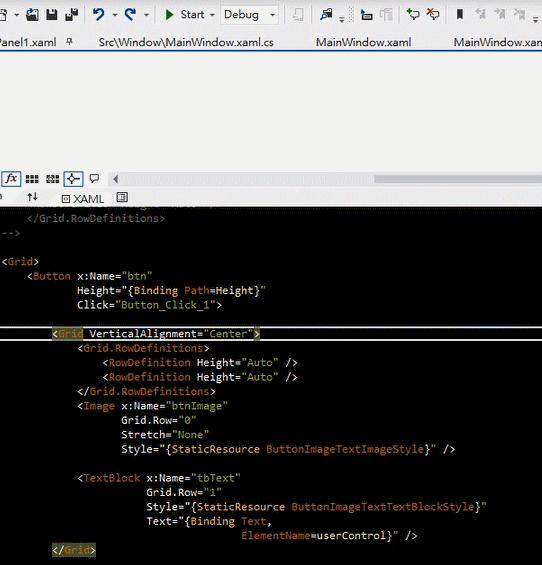 Start Debug
Panel1.xaml Src\Window\MainWindow.xaml.cs MainWindow.xaml MainWindow.xan
fx
XAML
</Grid.RowDefinitions>
-->
<Grid>
<Button x:Name="btn"
Height="{Binding Path=Height}"
Click="Button_Click_1">
<Grid VerticalAlignment="Center">
<Grid.RowDefinitions>
<RowDefinition Height="Auto" />
<RowDefinition Height="Auto" />
</Grid.RowDefinitions>
<Image x:Name="btnImage"
Grid.Row="0"
Stretch="None"
Style="{StaticResource ButtonImageTextImageStyle}" />
<TextBlock x:Name="tbText"
Grid.Row="1"
Style="{StaticResource ButtonImageTextTextBlockStyle}"
Text="{Binding Text,
ElementName=userControl}" />
</Grid>